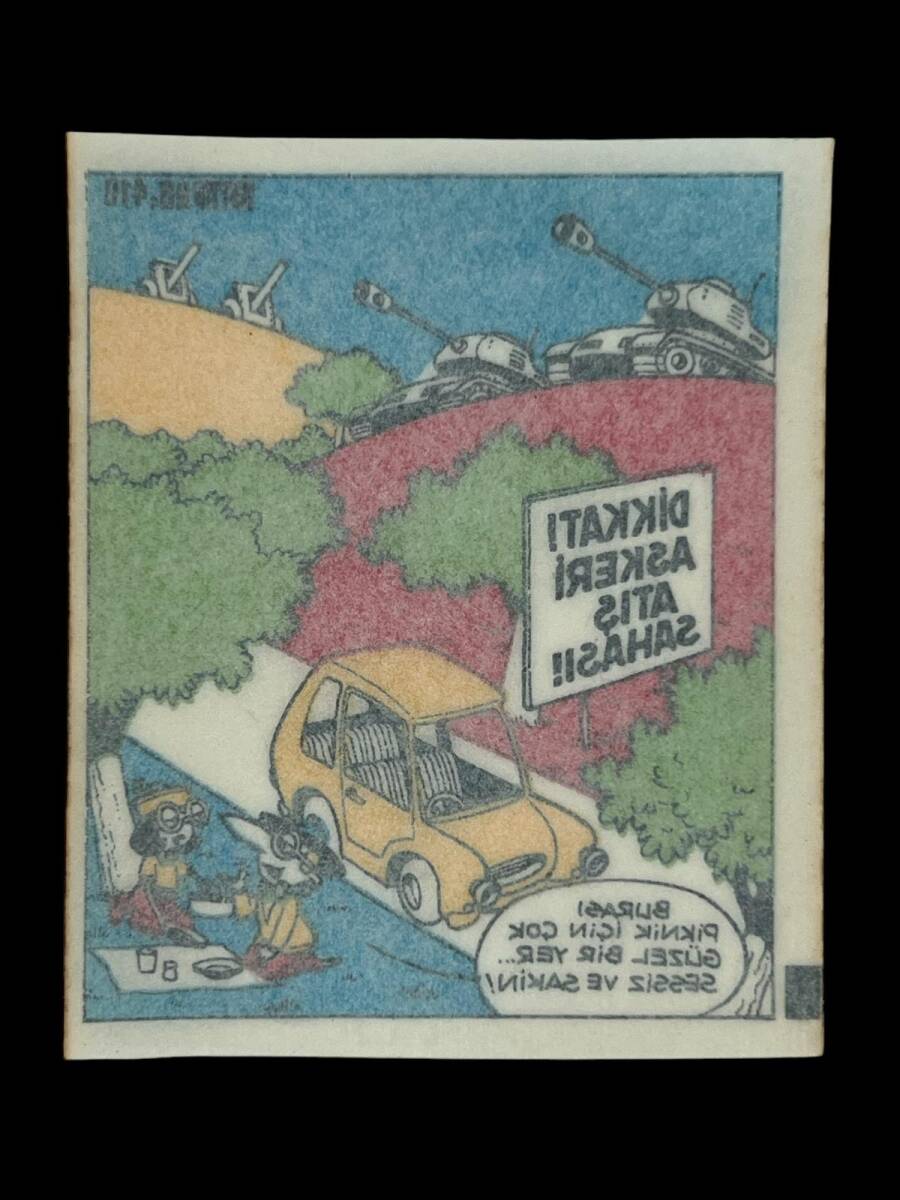 DİKKAT!
ASKERİ
ATIŞ
SAHASI!!
BURASI
PİKNİK İÇİN ÇOK
GÜZEL BİR YER...
SESSİZ VE SAKİN!